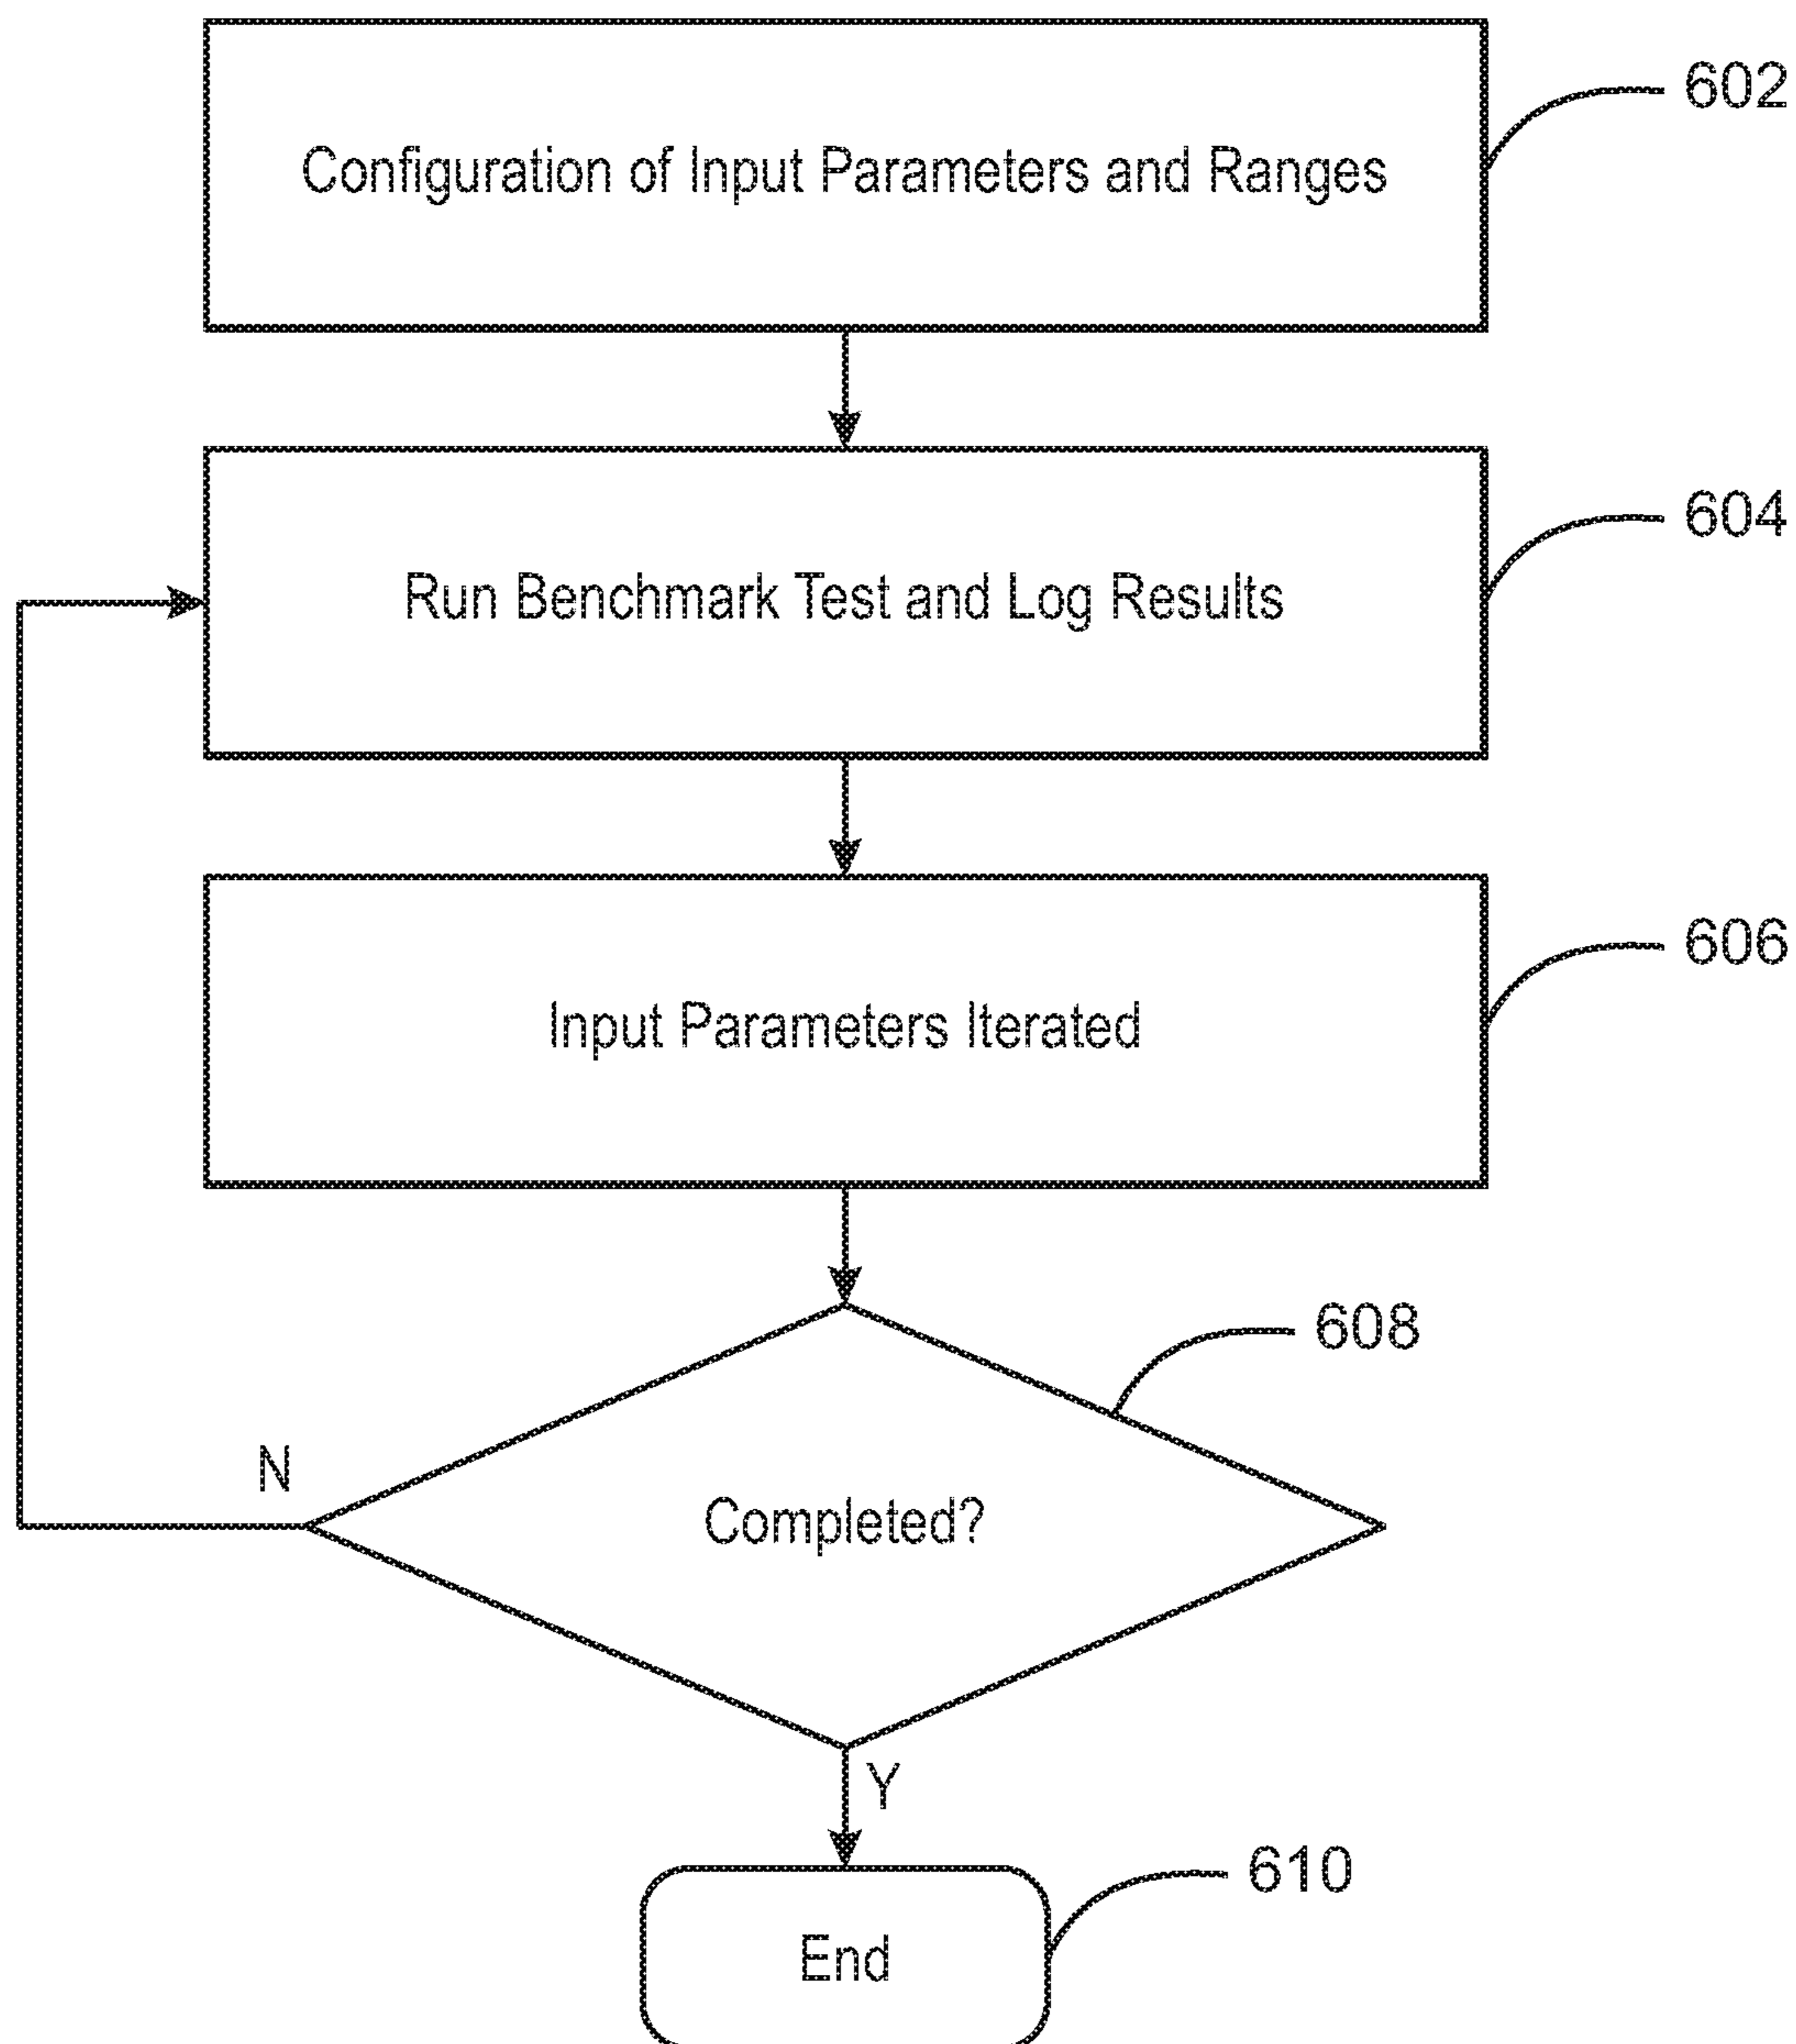 602
Configuration of Input Parameters and Ranges
604
Run Benchmark Test and Log Results
606
Input Parameters Iterated
608
N
Completed?
Y
610
End